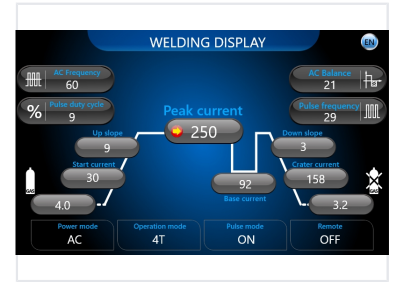 WELDING DISPLAY
EN
AC Frequency
60
AC Balance
21
%
Pulse duty cycle
9
Peak
current
250
Pulse frequency
29
Up slope
9
Down slope
3
Start current
30
Crater current
158
92
Base current
GAS
4.0
3.2
GAS
Power mode
AC
Operation mode
4T
Pulse mode
ON
Remote
OFF